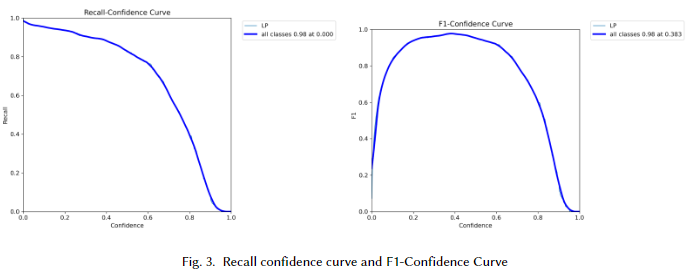 Recall-Confidence Curve
1.0
0.8
0.6
0.4
0.2
0.0
Recall
0.0 0.2 0.4 0.6 0.8 1.0
Confidence
LP
all classes 0.98 at 0.000
F1-Confidence Curve
1.0
0.8
0.6
0.4
0.2
0.0
F1
0.0 0.2 0.4 0.6 0.8 1.0
Confidence
LP
all classes 0.98 at 0.383
Fig. 3. Recall confidence curve and F1-Confidence Curve